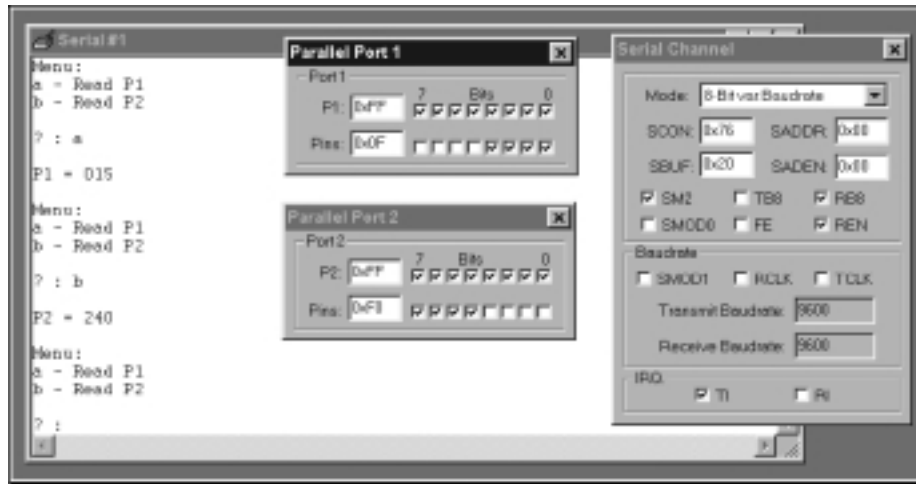 Serial #1
Menu:
a - Read P1
b - Read P2
? : a
P1 = 015
Menu:
a - Read P1
b - Read P2
? : b
P2 = 240
Menu:
a - Read P1
b - Read P2
? :
Parallel Port 1
Port 1
7 Bits 0
P1: 0xFF
Pins: 0x0F
Parallel Port 2
Port 2
7 Bits 0
P2: 0xFF
Pins: 0xF0
Serial Channel
Mode: 8-Bit var.Baudrate
SCON: 0x76 SADDR: 0x00
SBUF: 0x20 SADEN: 0x00
SM2 TB8 RB8
SMOD0 FE REN
Baudrate
SMOD1 RCLK TCLK
Transmit Baudrate: 9600
Receive Baudrate: 9600
IRQ
TI RI